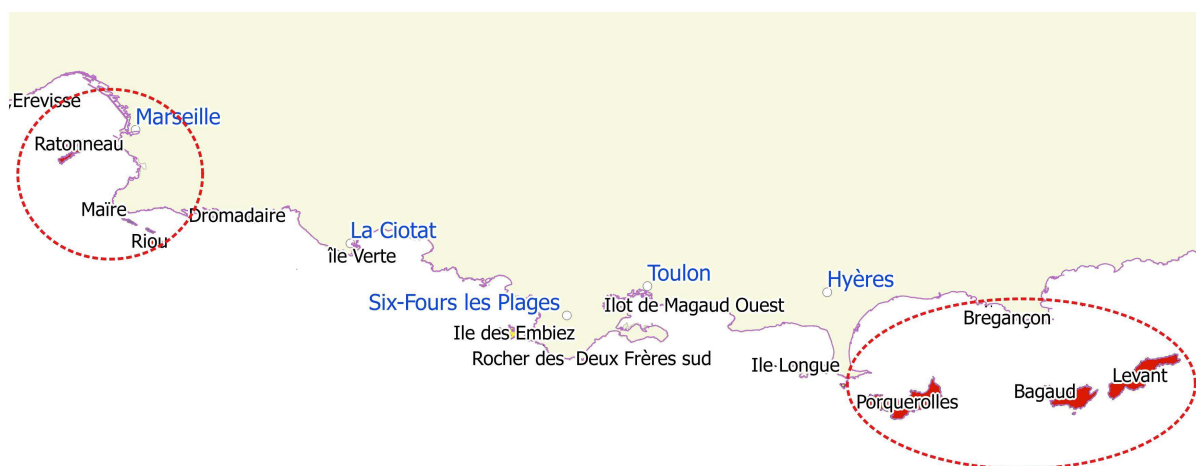 ,Erevisse
Marseille
Ratonneau
Maïre
Dromadaire
Riou
La Ciotat
île Verte
Toulon
Hyères
Six-Fours les Plages
Ilot de Magaud Ouest
Brégançon
Ile des Embiez
Rocher des Deux Frères sud
Ile Longue
Levant
Bagaud
Porquerolles